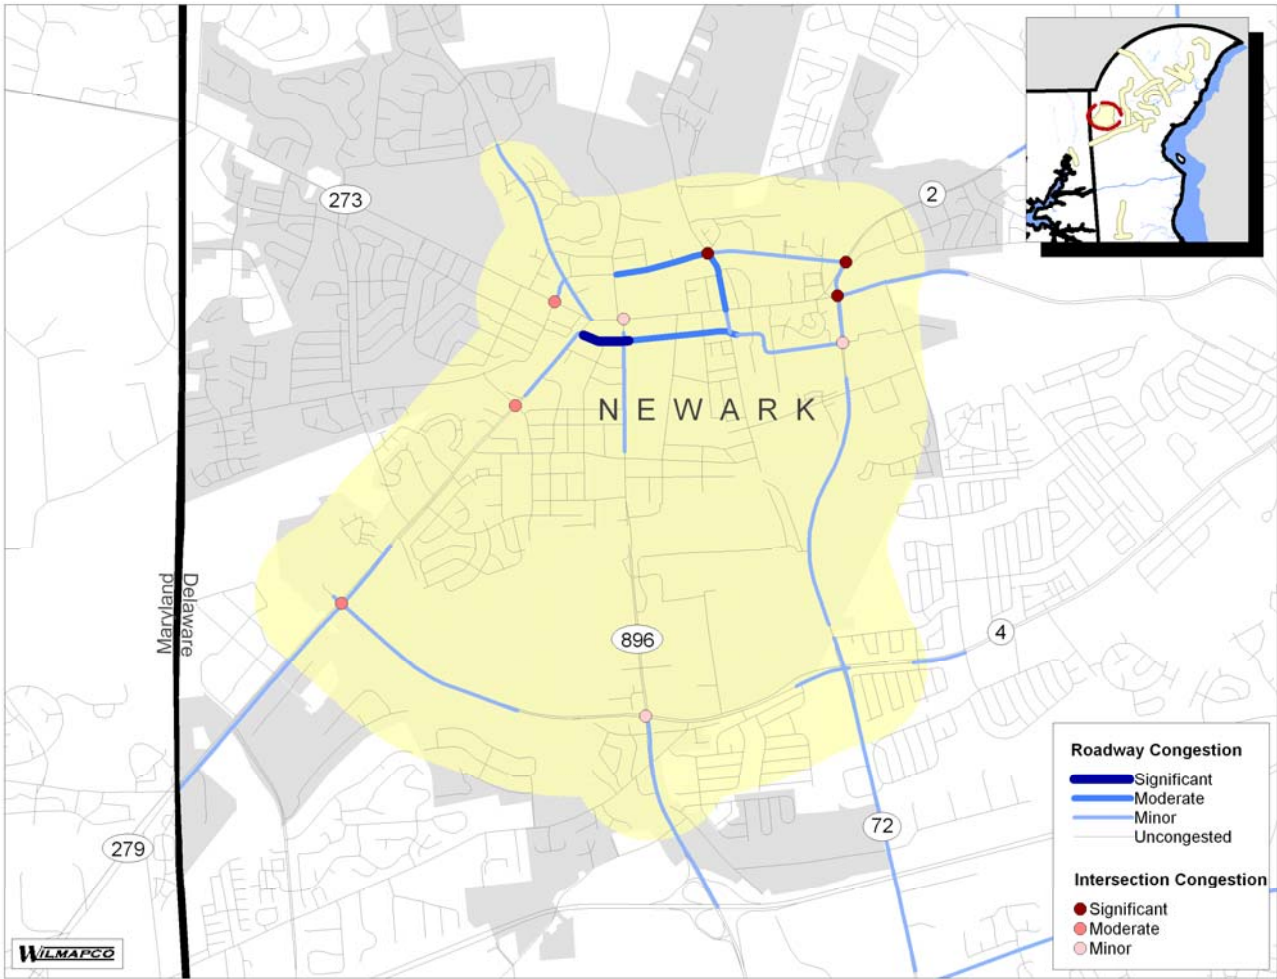 273
2
NEWARK
Delaware
Maryland
896
4
72
279
Roadway Congestion
Significant
Moderate
Minor
Uncongested
Intersection Congestion
Significant
Moderate
Minor
WILMAPCO